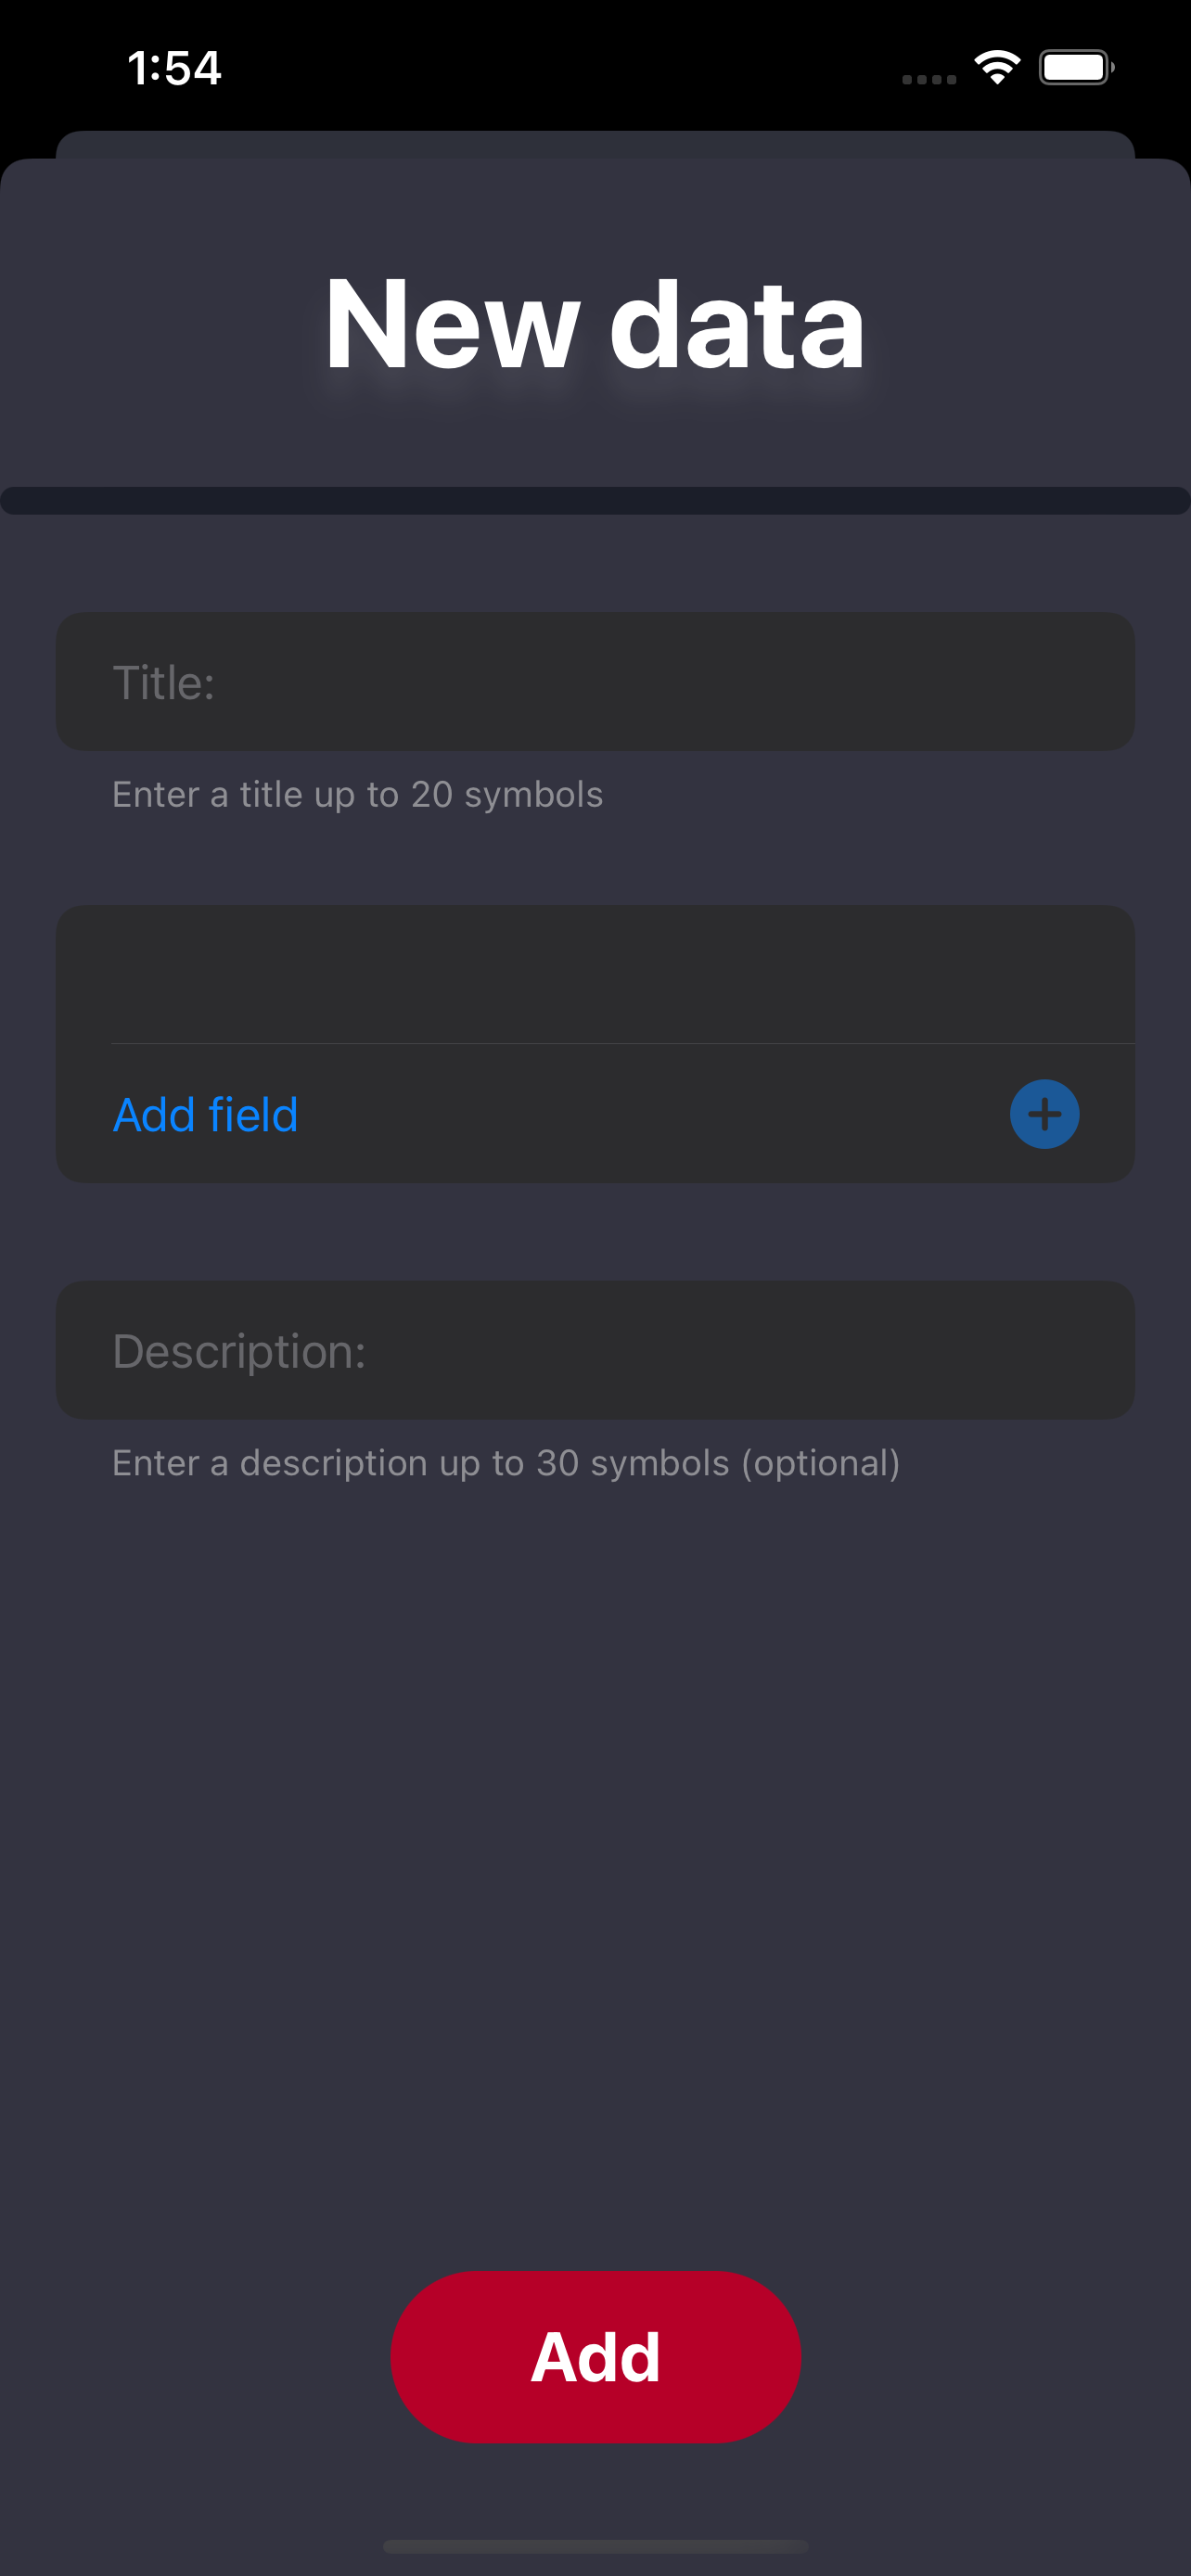 1:54
New data
Title:
Enter a title up to 20 symbols
Add field
Description:
Enter a description up to 30 symbols (optional)
Add